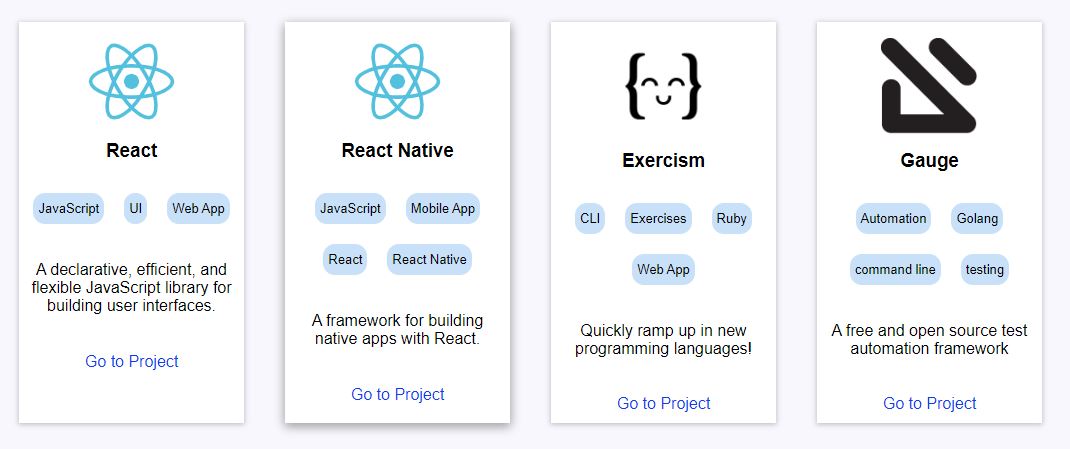 React
JavaScript UI Web App
A declarative, efficient, and
flexible JavaScript library for
building user interfaces.
Go to Project
React Native
JavaScript Mobile App
React React Native
A framework for building
native apps with React.
Go to Project
Exercism
CLI Exercises Ruby
Web App
Quickly ramp up in new
programming languages!
Go to Project
Gauge
Automation Golang
command line testing
A free and open source test
automation framework
Go to Project